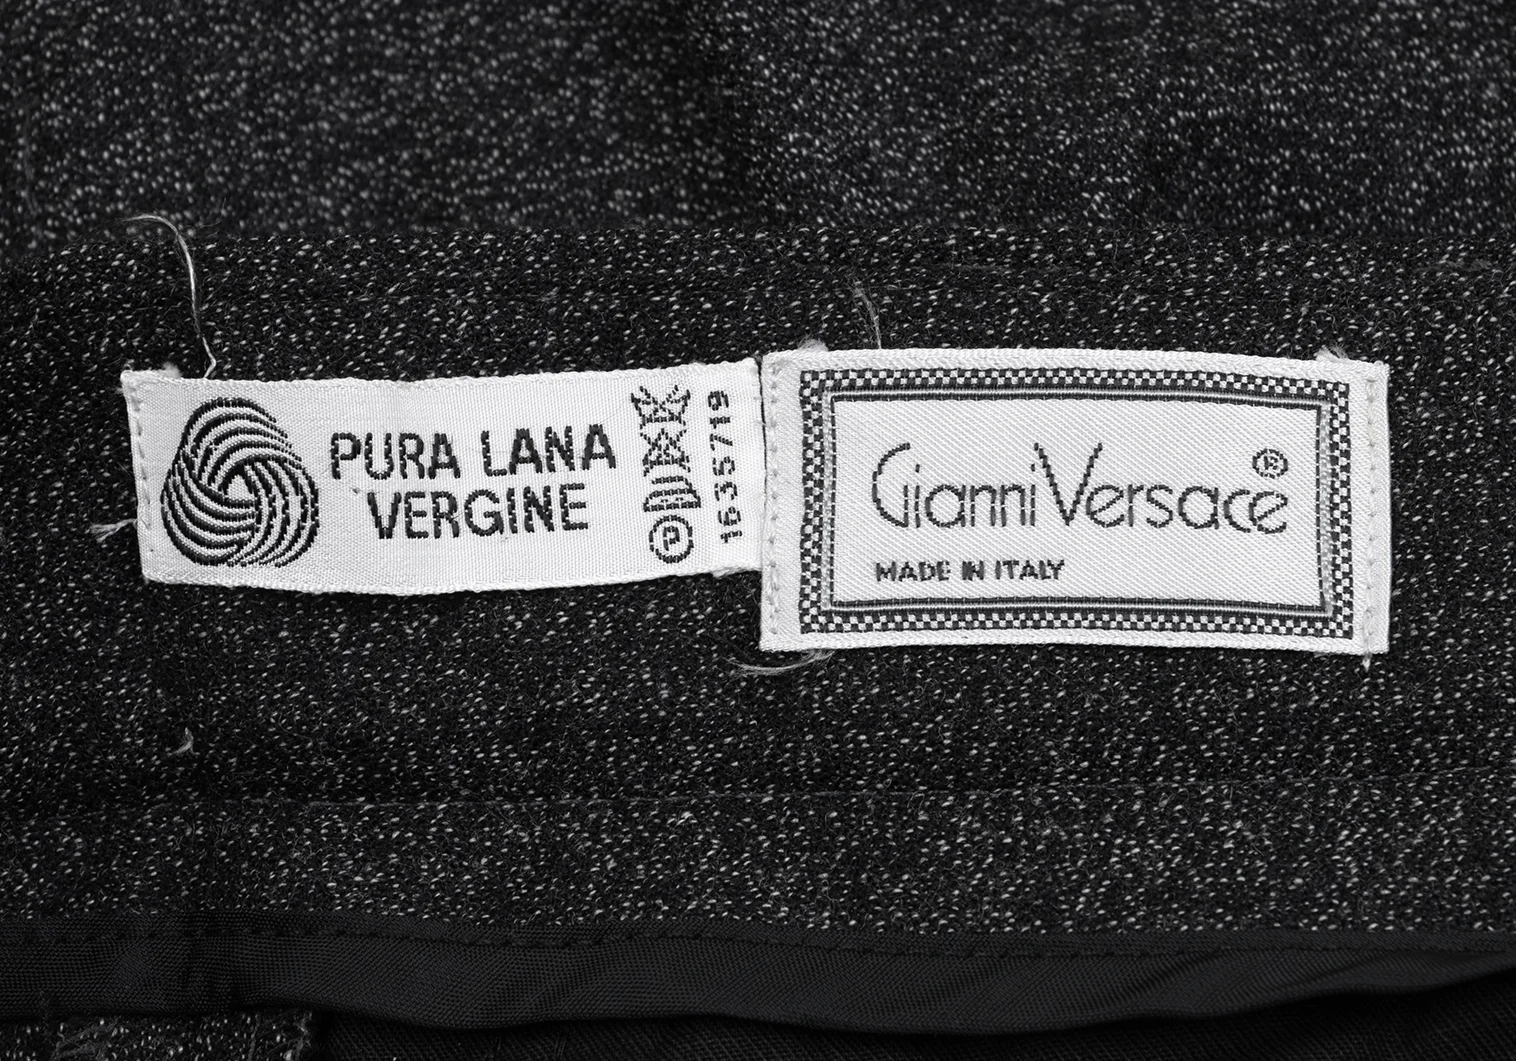 PURA LANA
VERGINE
P
1635719
Gianni Versace
®
MADE IN ITALY